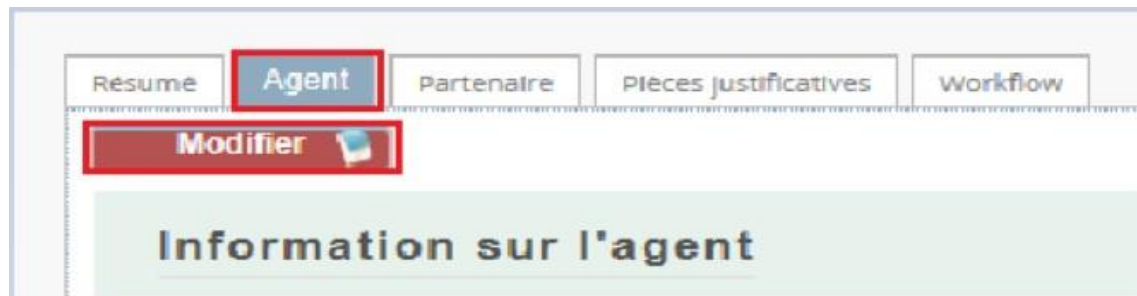 Résumé Agent Partenaire Pièces justificatives Workflow
Modifier
Information sur l'agent